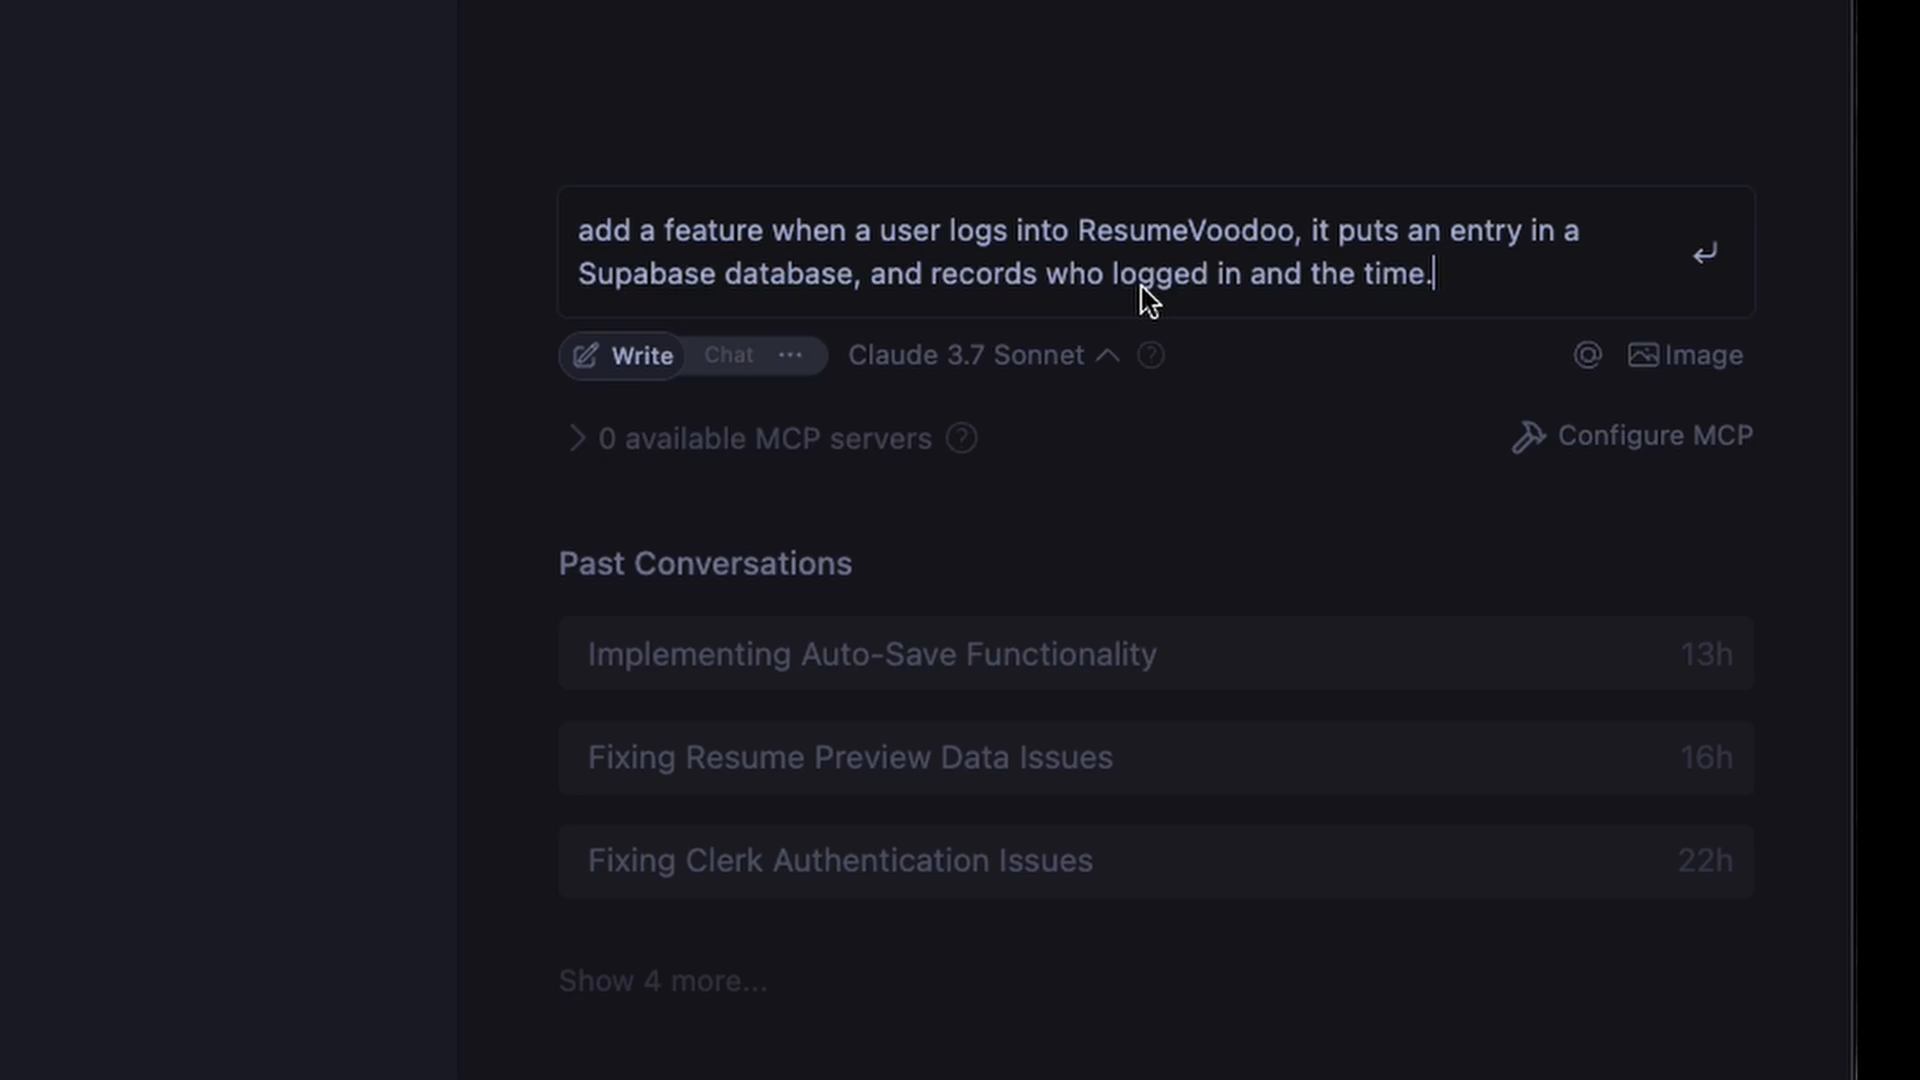 add a feature when a user logs into ResumeVoodoo, it puts an entry in a
Supabase database, and records who logged in and the time.
Write Chat ... Claude 3.7 Sonnet Image
0 available MCP servers Configure MCP
Past Conversations
Implementing Auto-Save Functionality 13h
Fixing Resume Preview Data Issues 16h
Fixing Clerk Authentication Issues 22h
Show 4 more...